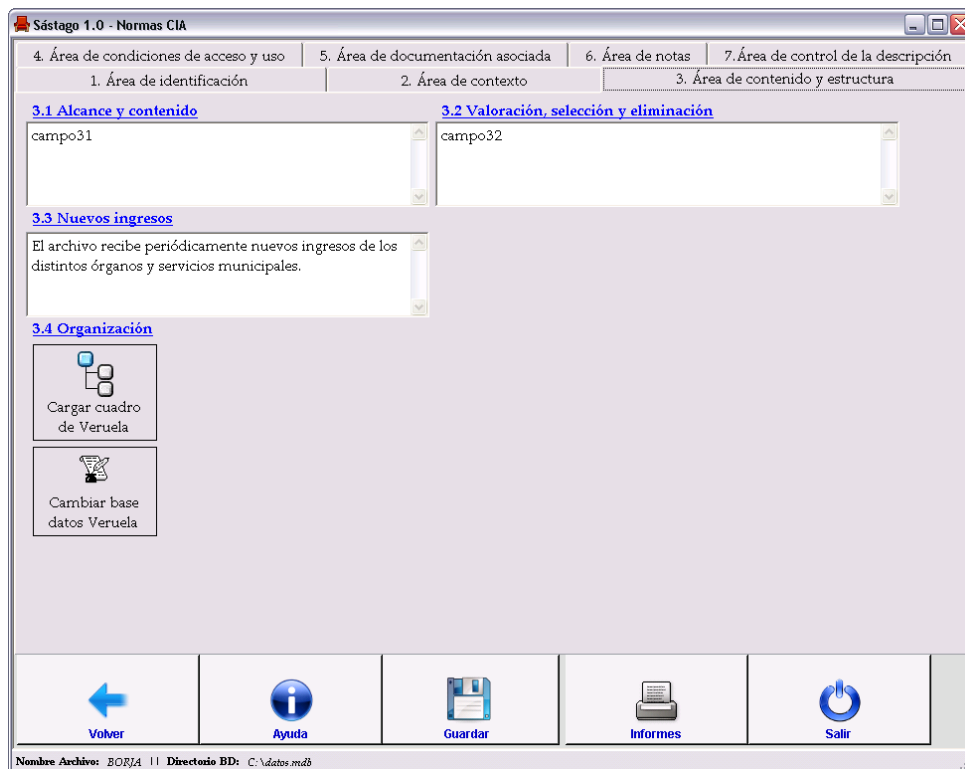 Sástago 1.0 - Normas CIA
4. Área de condiciones de acceso y uso
5. Área de documentación asociada
6. Área de notas
7.Área de control de la descripción
1. Área de identificación
2. Área de contexto
3. Área de contenido y estructura
3.1 Alcance y contenido
3.2 Valoración, selección y eliminación
campo31
campo32
3.3 Nuevos ingresos
El archivo recibe periódicamente nuevos ingresos de los
distintos órganos y servicios municipales.
3.4 Organización
Cargar cuadro
de Veruela
Cambiar base
datos Veruela
Volver
Ayuda
Guardar
Informes
Salir
Nombre Archivo: BORJA || Directorio BD: C:\datos.mdb